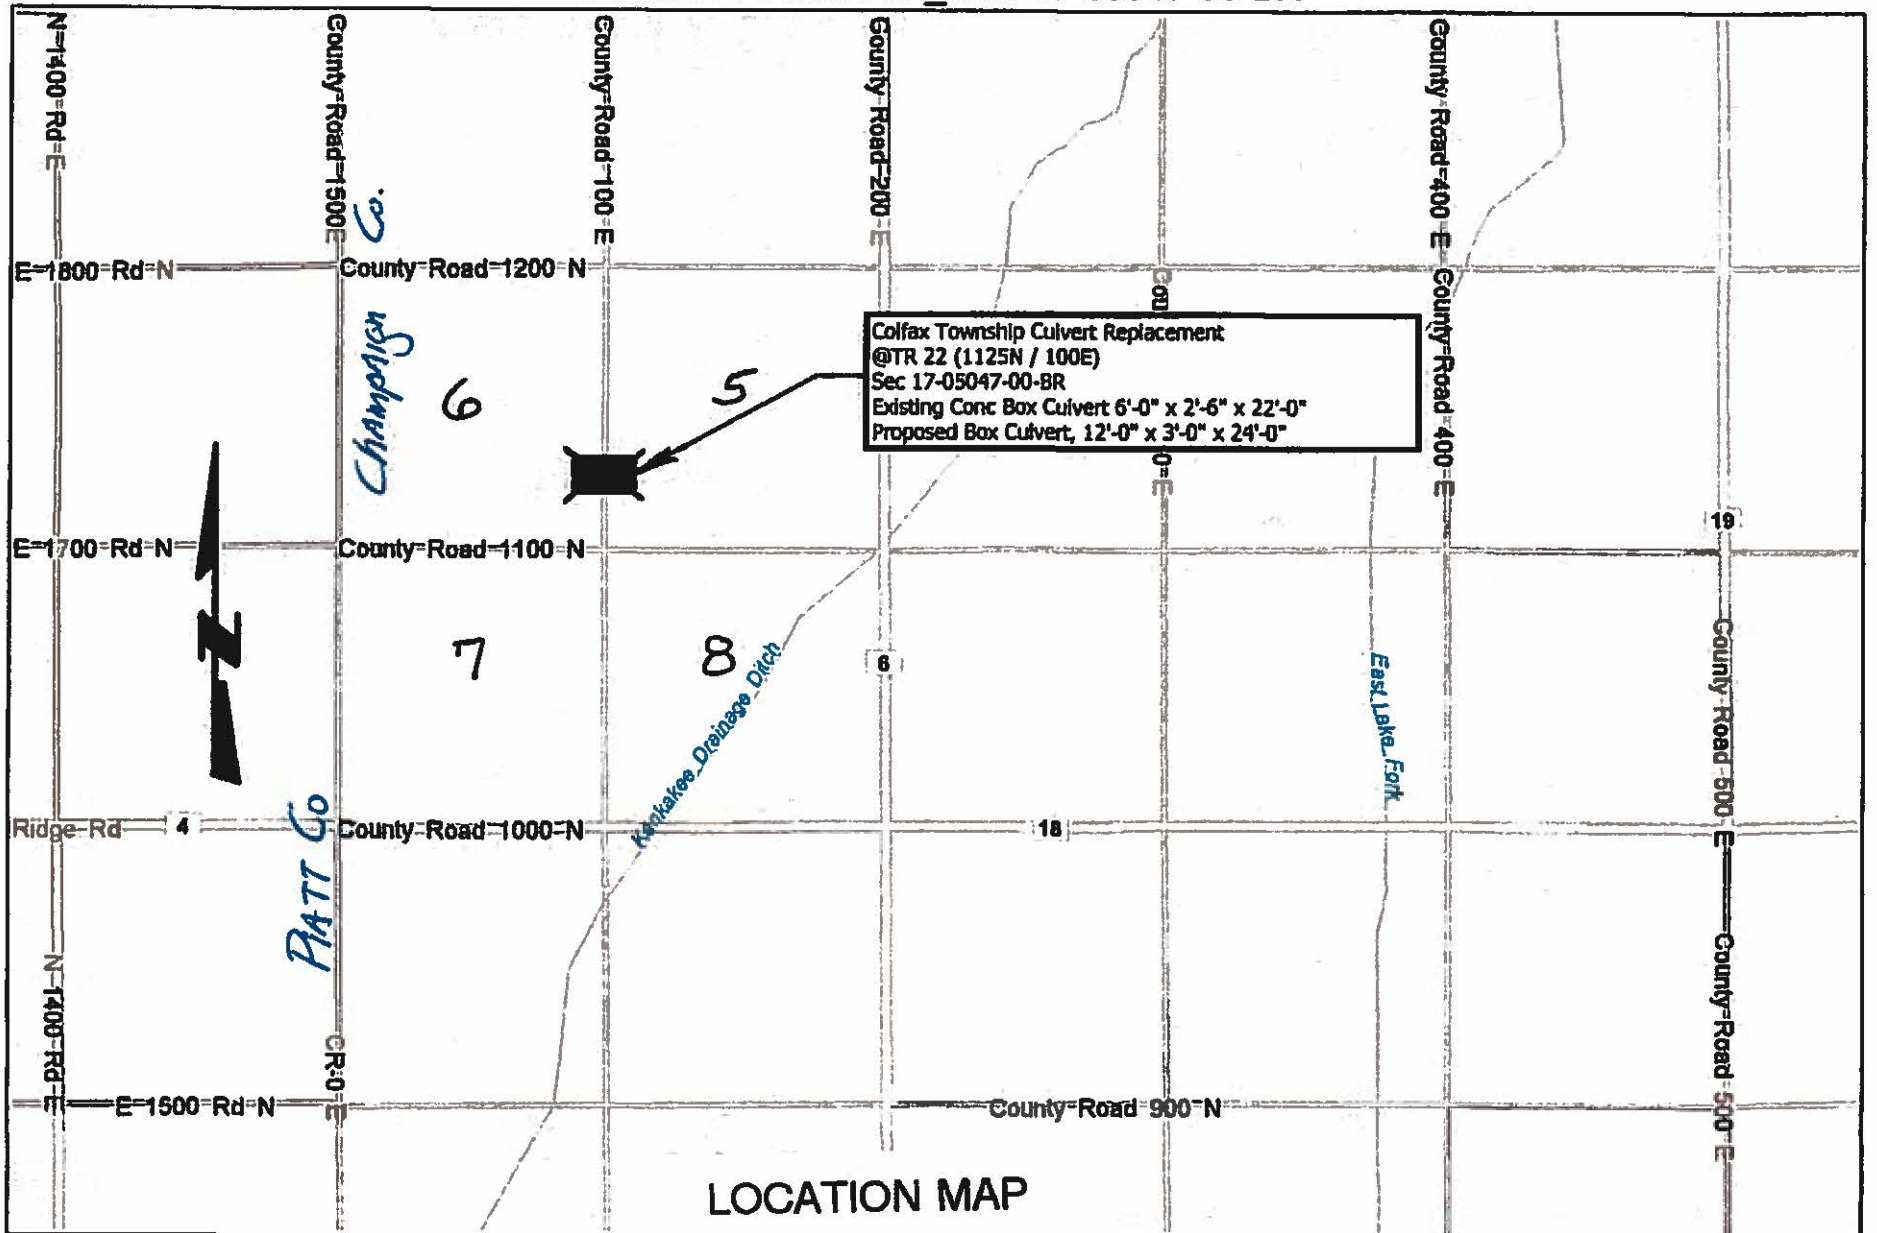 N 1400 Rd E
County Road 1500 E
County Road 100 E
County Road 200 E
County Road 400 E
E 1800 Rd N
County Road 1200 N
Champaign Co.
County Road 400 E
Colfax Township Culvert Replacement
@TR 22 (1125N / 100E)
Sec 17-05047-00-BR
Existing Conc Box Culvert 6'-0" x 2'-6" x 22'-0"
Proposed Box Culvert, 12'-0" x 3'-0" x 24'-0"
6
5
E 1700 Rd N
County Road 1100 N
19
N
7
8
6
Kankakee Drainage Ditch
East Lake Fork
County Road 500 E
Ridge Rd
4
PIATT Co
County Road 1000 N
18
N 1400 Rd E
CR 0 E
County Road 500 E
E 1500 Rd N
County Road 900 N
LOCATION MAP